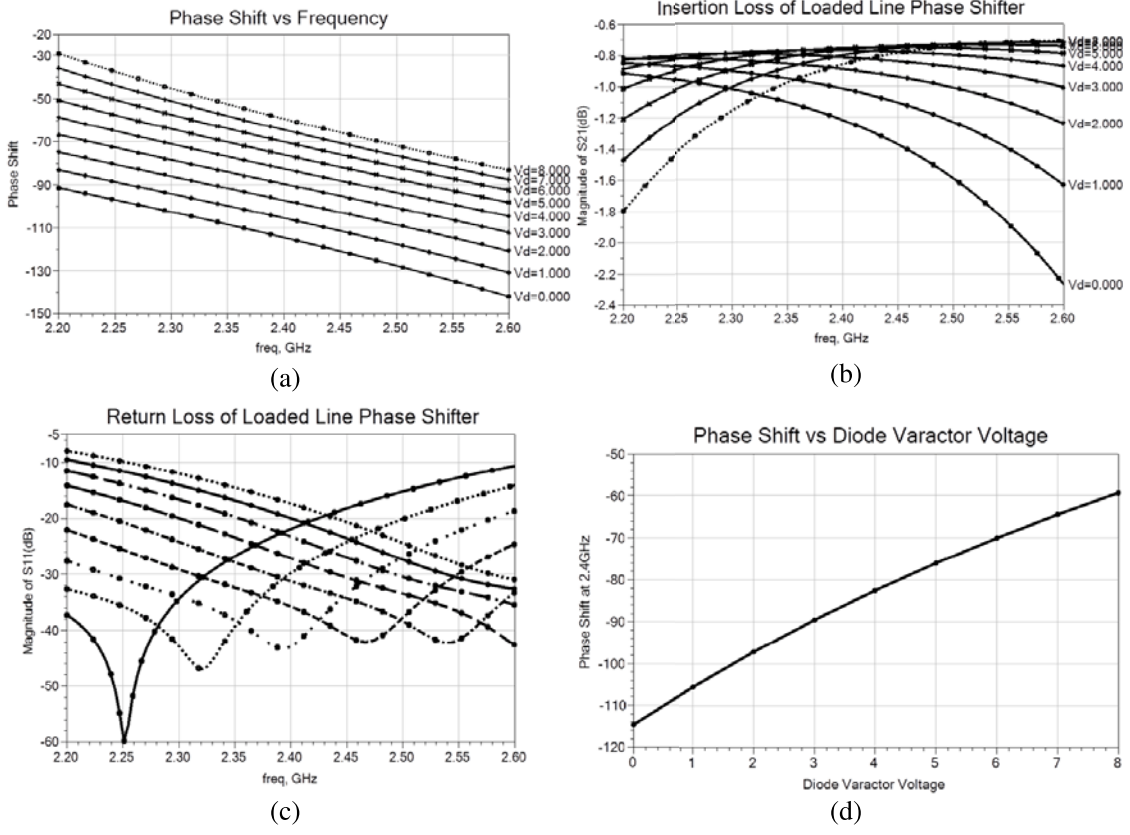 Phase Shift vs Frequency
Phase Shift
-20
-30
-50
-70
-90
-110
-130
-150
Vd=8.000
Vd=7.000
Vd=6.000
Vd=5.000
Vd=4.000
Vd=3.000
Vd=2.000
Vd=1.000
Vd=0.000
2.20 2.25 2.30 2.35 2.40 2.45 2.50 2.55 2.60
freq, GHz
(a)
Insertion Loss of Loaded Line Phase Shifter
Magnitude of S21(dB)
-0.6
-0.8
-1.0
-1.2
-1.4
-1.6
-1.8
-2.0
-2.2
-2.4
Vd=5.000
Vd=4.000
Vd=3.000
Vd=2.000
Vd=1.000
Vd=0.000
2.20 2.25 2.30 2.35 2.40 2.45 2.50 2.55 2.60
freq, GHz
(b)
Return Loss of Loaded Line Phase Shifter
Magnitude of S11(dB)
-5
-10
-20
-30
-40
-50
-60
2.20 2.25 2.30 2.35 2.40 2.45 2.50 2.55 2.60
freq, GHz
(c)
Phase Shift vs Diode Varactor Voltage
Phase Shift at 2.4GHz
-50
-60
-70
-80
-90
-100
-110
-120
0 1 2 3 4 5 6 7 8
Diode Varactor Voltage
(d)